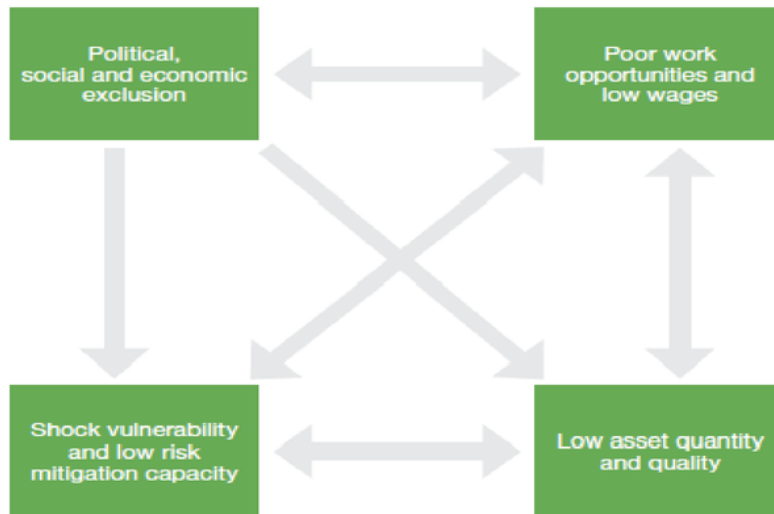 Political,
social and economic
exclusion
Poor work
opportunities and
low wages
Shock vulnerability
and low risk
mitigation capacity
Low asset quantity
and quality